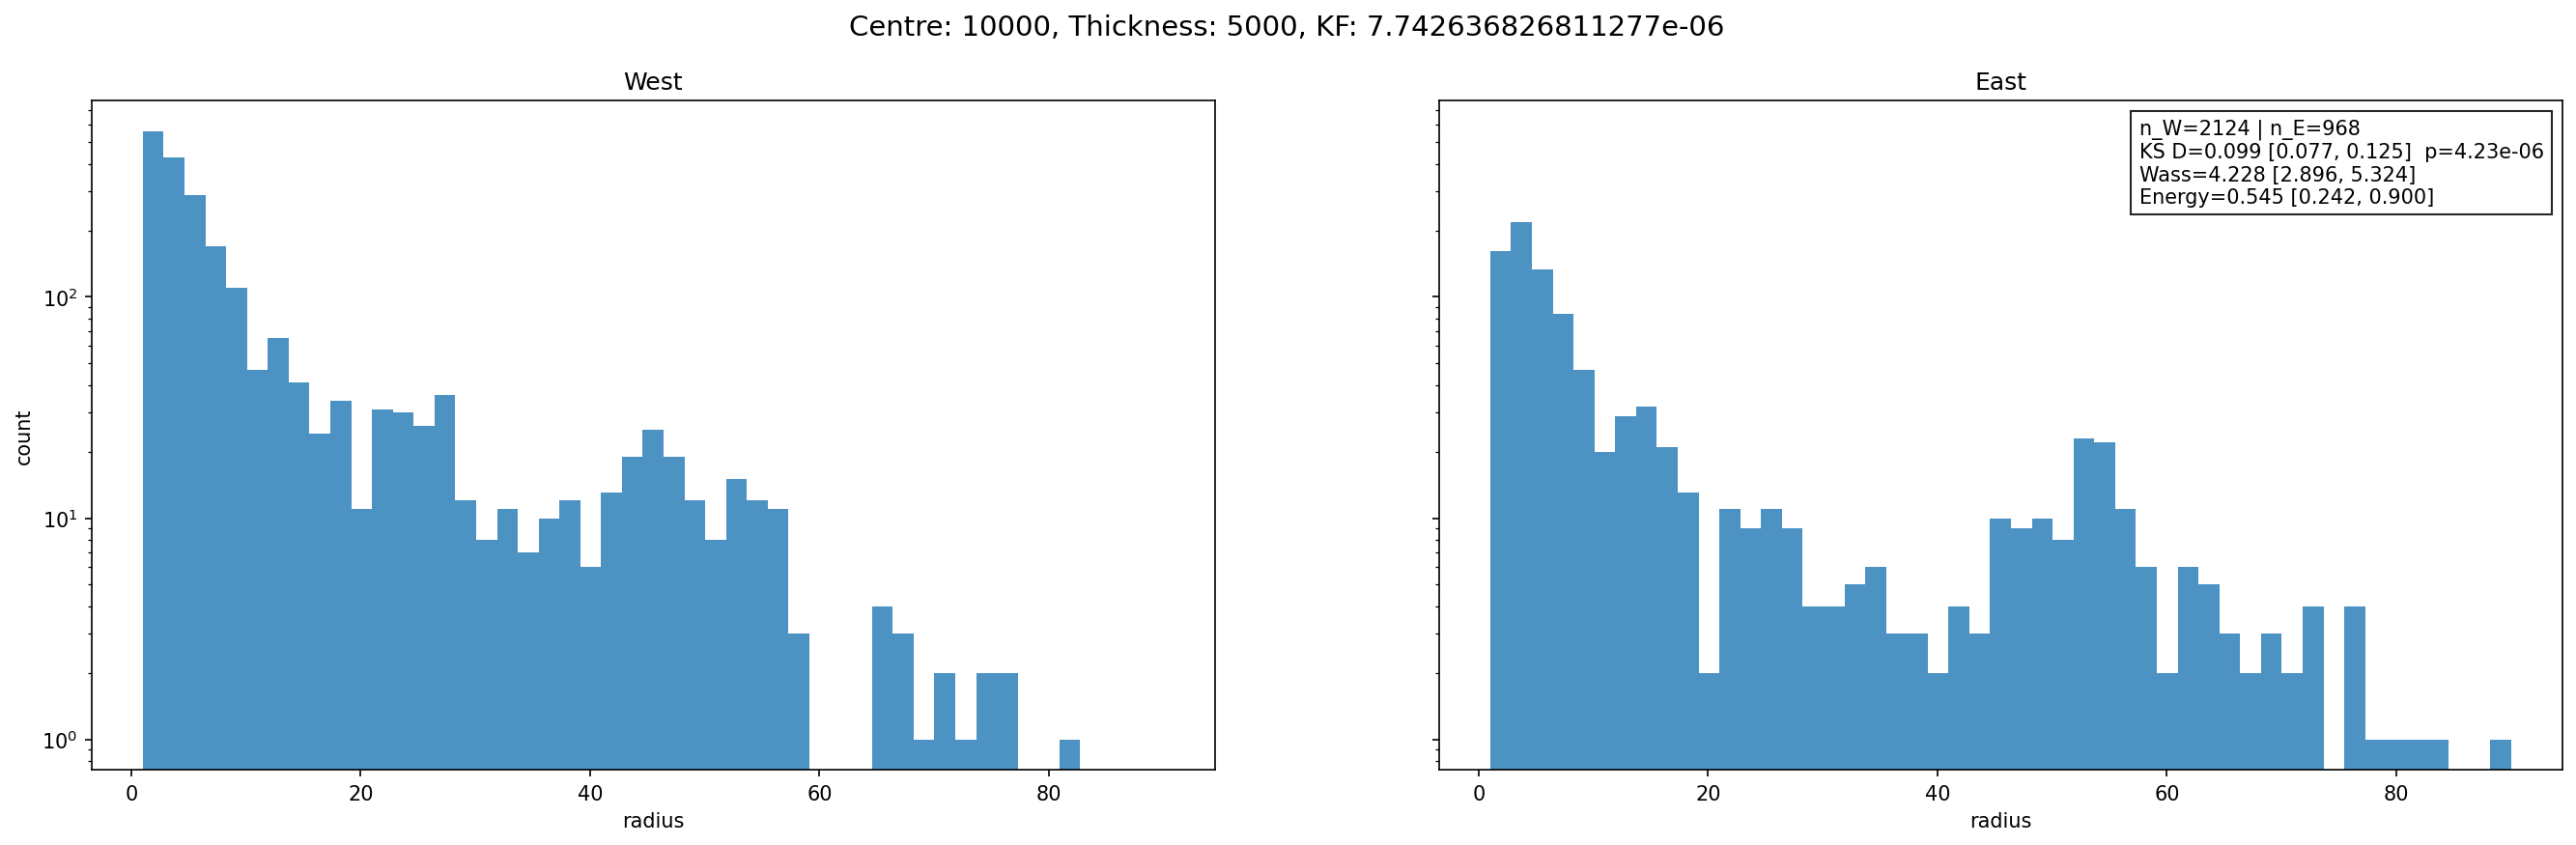 Centre: 10000, Thickness: 5000, KF: 7.742636826811277e-06
West
count
10²
10¹
10⁰
0 20 40 60 80
radius
East
n_W=2124 | n_E=968
KS D=0.099 [0.077, 0.125] p=4.23e-06
Wass=4.228 [2.896, 5.324]
Energy=0.545 [0.242, 0.900]
0 20 40 60 80
radius